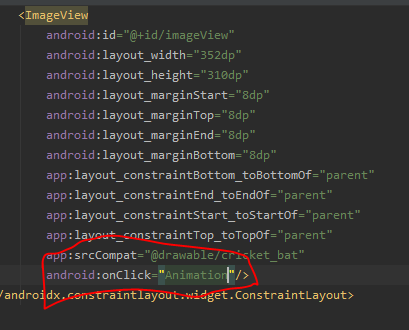 <ImageView
android:id="@+id/imageView"
android:layout_width="352dp"
android:layout_height="310dp"
android:layout_marginStart="8dp"
android:layout_marginTop="8dp"
android:layout_marginEnd="8dp"
android:layout_marginBottom="8dp"
app:layout_constraintBottom_toBottomOf="parent"
app:layout_constraintEnd_toEndOf="parent"
app:layout_constraintStart_toStartOf="parent"
app:layout_constraintTop_toTopOf="parent"
app:srcCompat="@drawable/cricket_bat"
android:onClick="Animation"/>
/androidx.constraintlayout.widget.ConstraintLayout>